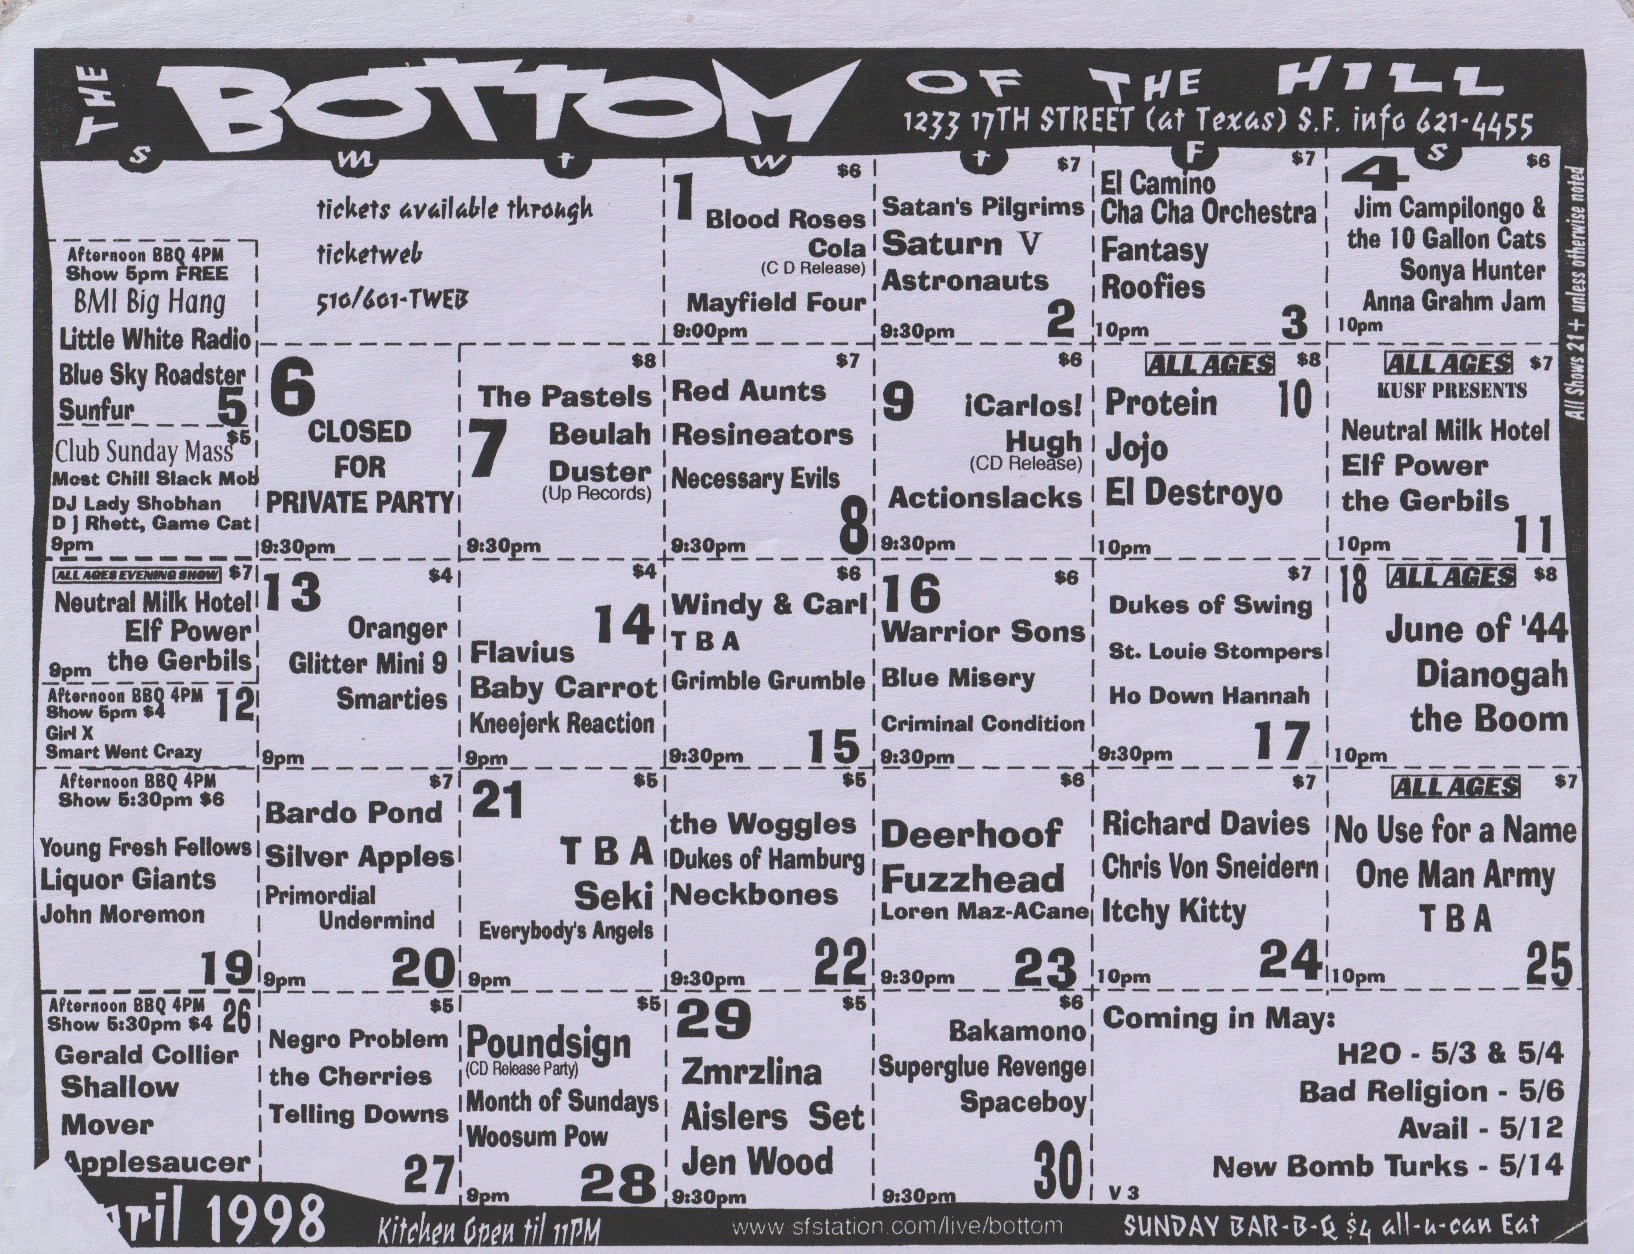 THE BOTTOM OF THE HILL
1233 17TH STREET (at Texas) S.F. info 621-4455
S m t w t F S
All Shows 21+ unless otherwise noted
tickets available through
ticketweb
510/601-TWEB
1 $6
Blood Roses
Cola
(C D Release)
Mayfield Four
9:00pm
$7
Satan's Pilgrims
Saturn V
Astronauts
9:30pm 2
$7
El Camino
Cha Cha Orchestra
Fantasy
Roofies
10pm 3
4 $6
Jim Campilongo &
the 10 Gallon Cats
Sonya Hunter
Anna Grahm Jam
10pm
Afternoon BBQ 4PM
Show 5pm FREE
BMI Big Hang
Little White Radio
Blue Sky Roadster
Sunfur 5
$5
Club Sunday Mass
Most Chill Slack Mob
DJ Lady Shobhan
D j Rhett, Game Cat
9pm
6
CLOSED
FOR
PRIVATE PARTY
9:30pm
$8
The Pastels
7 Beulah
Duster
(Up Records)
9:30pm
$7
Red Aunts
Resineators
Necessary Evils
8
9:30pm
$6
9 ¡Carlos!
Hugh
(CD Release)
Actionslacks
9:30pm
ALL AGES $8
Protein 10
Jojo
El Destroyo
10pm
ALL AGES $7
KUSF PRESENTS
Neutral Milk Hotel
Elf Power
the Gerbils
10pm 11
ALL AGES EVENING SHOW $7
Neutral Milk Hotel
Elf Power
9pm the Gerbils
Afternoon BBQ 4PM 12
Show 5pm $4
Girl X
Smart Went Crazy
13 $4
Oranger
Glitter Mini 9
Smarties
9pm
$4
14
Flavius
Baby Carrot
Kneejerk Reaction
9pm
$6
Windy & Carl
T B A
Grimble Grumble
9:30pm 15
16 $6
Warrior Sons
Blue Misery
Criminal Condition
9:30pm
$7
Dukes of Swing
St. Louie Stompers
Ho Down Hannah
9:30pm 17
18 ALL AGES $8
June of '44
Dianogah
the Boom
10pm
Afternoon BBQ 4PM
Show 5:30pm $6
Young Fresh Fellows
Liquor Giants
John Moremon
19
$7
Bardo Pond
Silver Apples
Primordial
Undermind
9pm 20
21 $5
T B A
Seki
Everybody's Angels
9pm
$5
the Woggles
Dukes of Hamburg
Neckbones
9:30pm 22
$6
Deerhoof
Fuzzhead
Loren Maz-ACane
9:30pm 23
$7
Richard Davies
Chris Von Sneidern
Itchy Kitty
10pm 24
ALL AGES $7
No Use for a Name
One Man Army
T B A
10pm 25
Afternoon BBQ 4PM 26
Show 5:30pm $4
Gerald Collier
Shallow
Mover
Applesaucer
$5
Negro Problem
the Cherries
Telling Downs
27
$5
Poundsign
(CD Release Party)
Month of Sundays
Woosum Pow
9pm 28
29 $5
Zmrzlina
Aislers Set
Jen Wood
9:30pm
$6
Bakamono
Superglue Revenge
Spaceboy
9:30pm 30
Coming in May:
H2O - 5/3 & 5/4
Bad Religion - 5/6
Avail - 5/12
New Bomb Turks - 5/14
V 3
ril 1998
Kitchen Open til 11PM
www sfstation.com/live/bottom
SUNDAY BAR-B-Q $4 all-u-can Eat